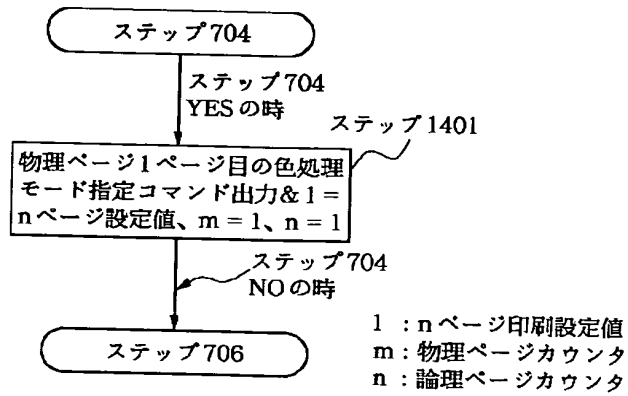 ステップ704
ステップ704
YESの時
ステップ1401
物理ページ1ページ目の色処理
モード指定コマンド出力&1=
nページ設定値、m=1、n=1
ステップ704
NOの時
ステップ706
1:nページ印刷設定値
m:物理ページカウンタ
n:論理ページカウンタ